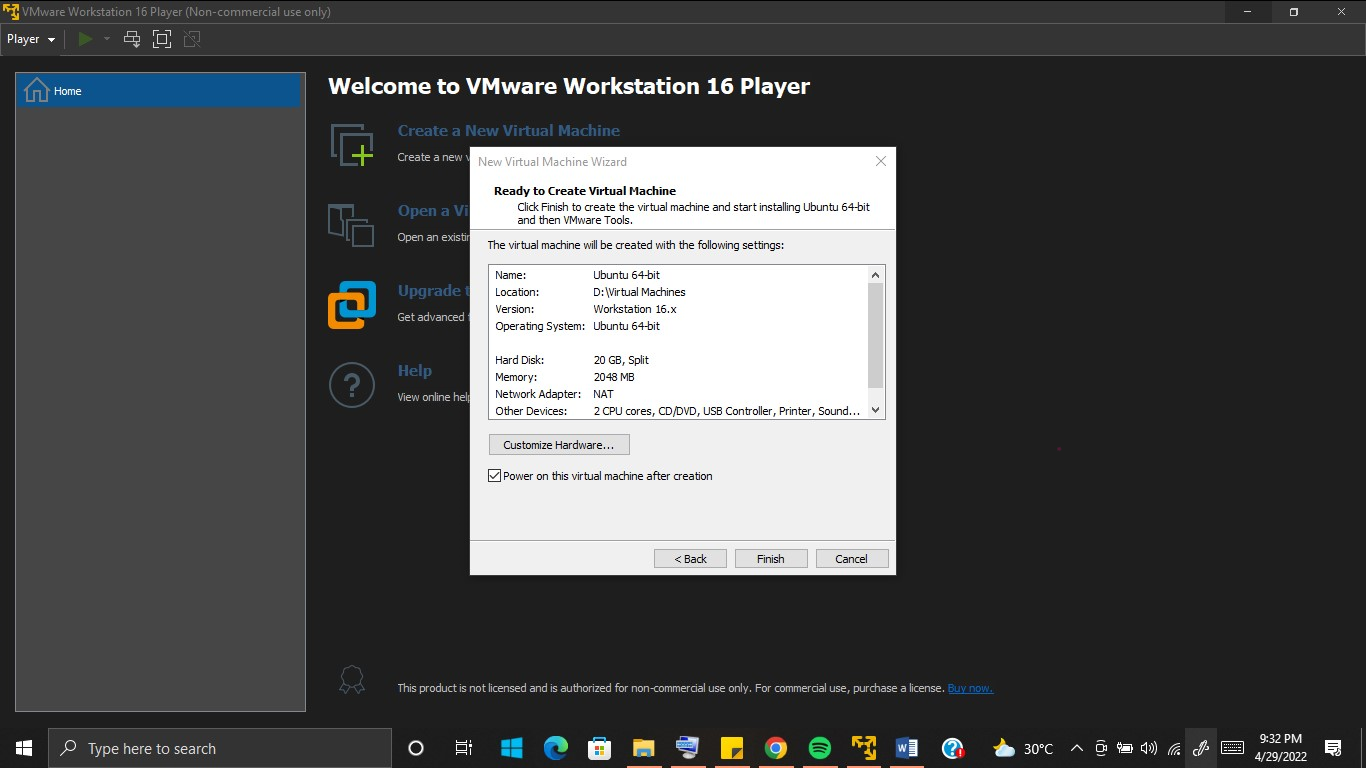 VMware Workstation 16 Player (Non-commercial use only)
Player
Home
Welcome to VMware Workstation 16 Player
Create a New Virtual Machine
Create a new v
Open a Vi
Open an existin
Upgrade t
Get advanced f
Help
View online help
New Virtual Machine Wizard
Ready to Create Virtual Machine
Click Finish to create the virtual machine and start installing Ubuntu 64-bit
and then VMware Tools.
The virtual machine will be created with the following settings:
Name: Ubuntu 64-bit
Location: D:\Virtual Machines
Version: Workstation 16.x
Operating System: Ubuntu 64-bit
Hard Disk: 20 GB, Split
Memory: 2048 MB
Network Adapter: NAT
Other Devices: 2 CPU cores, CD/DVD, USB Controller, Printer, Sound...
Customize Hardware...
Power on this virtual machine after creation
< Back Finish Cancel
This product is not licensed and is authorized for non-commercial use only. For commercial use, purchase a license. Buy now.
Type here to search
30°C
9:32 PM
4/29/2022